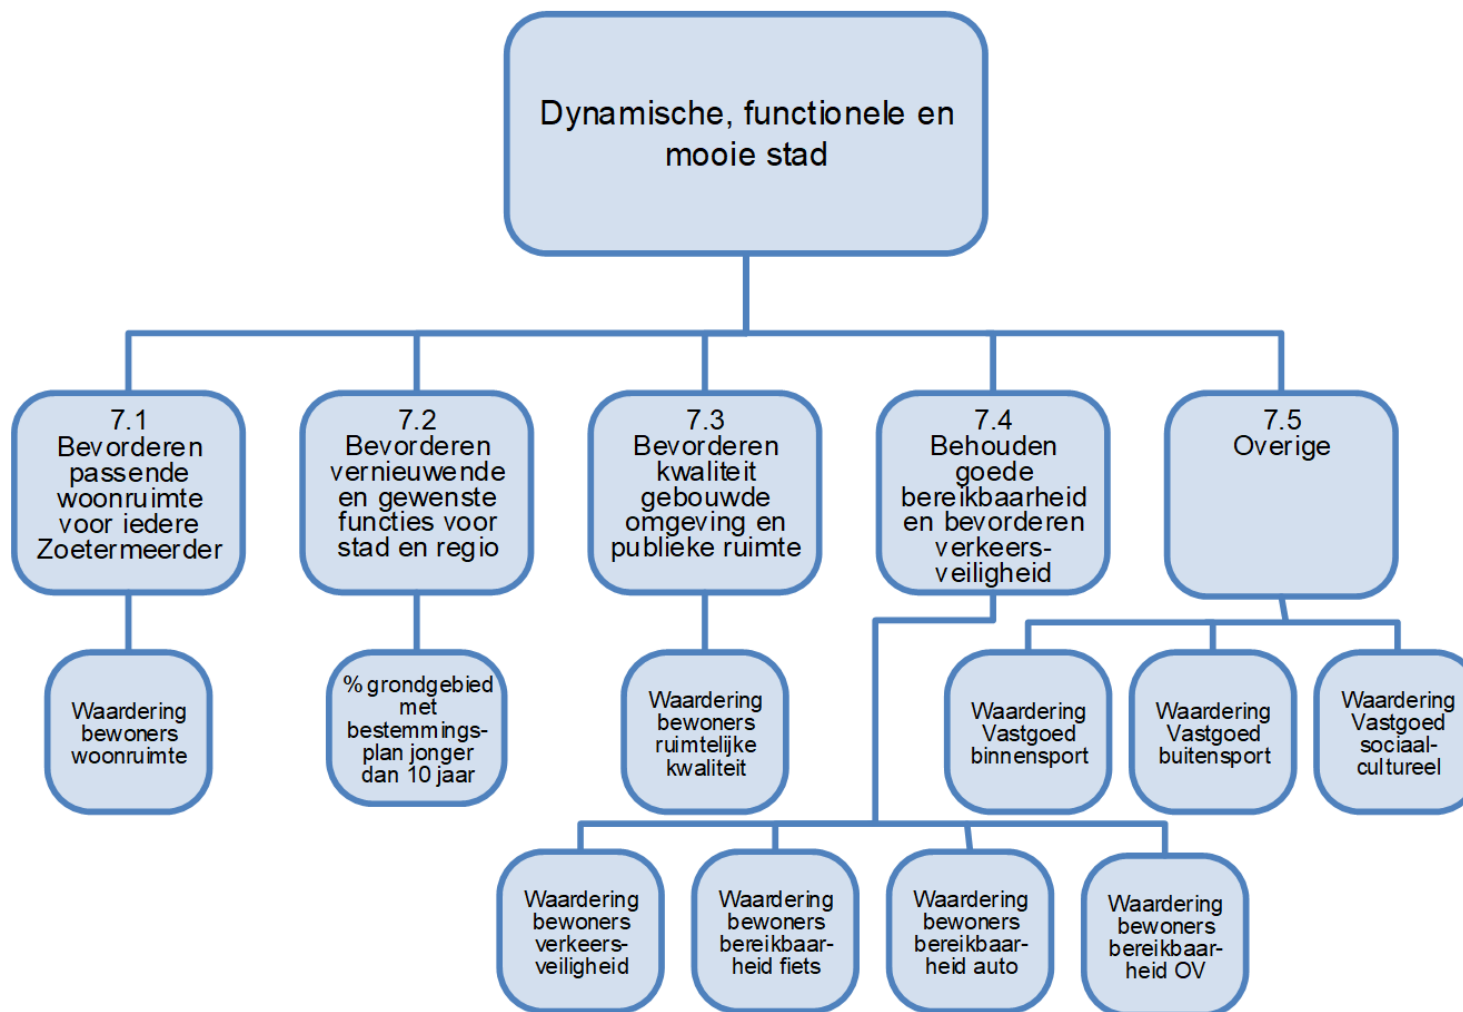 Dynamische, functionele en
mooie stad
7.1
Bevorderen
passende
woonruimte
voor iedere
Zoetermeerder
7.2
Bevorderen
vernieuwende
en gewenste
functies voor
stad en regio
7.3
Bevorderen
kwaliteit
gebouwde
omgeving en
publieke ruimte
7.4
Behouden
goede
bereikbaarheid
en bevorderen
verkeers-
veiligheid
7.5
Overige
Waardering
bewoners
woonruimte
% grondgebied
met
bestemmings-
plan jonger
dan 10 jaar
Waardering
bewoners
ruimtelijke
kwaliteit
Waardering
Vastgoed
binnensport
Waardering
Vastgoed
buitensport
Waardering
Vastgoed
sociaal-
cultureel
Waardering
bewoners
verkeers-
veiligheid
Waardering
bewoners
bereikbaar-
heid fiets
Waardering
bewoners
bereikbaar-
heid auto
Waardering
bewoners
bereikbaar-
heid OV